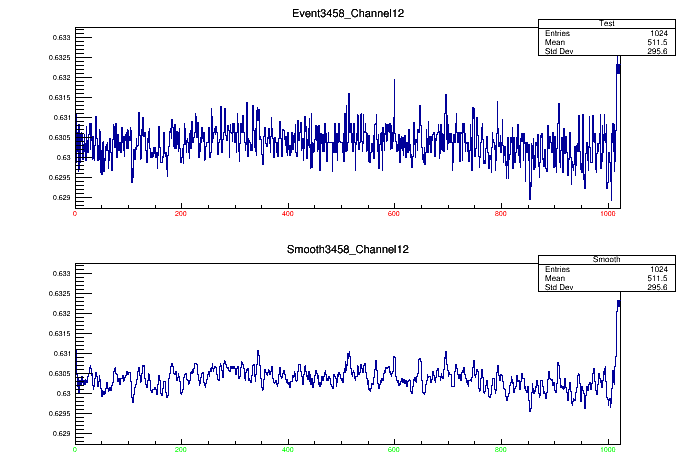 Event3458_Channel12
Test
Entries 1024
Mean 511.5
Std Dev 295.6
0.633
0.6325
0.632
0.6315
0.631
0.6305
0.63
0.6295
0.629
0 200 400 600 800 1000
Smooth3458_Channel12
Smooth
Entries 1024
Mean 511.5
Std Dev 295.6
0.633
0.6325
0.632
0.6315
0.631
0.6305
0.63
0.6295
0.629
0 200 400 600 800 1000